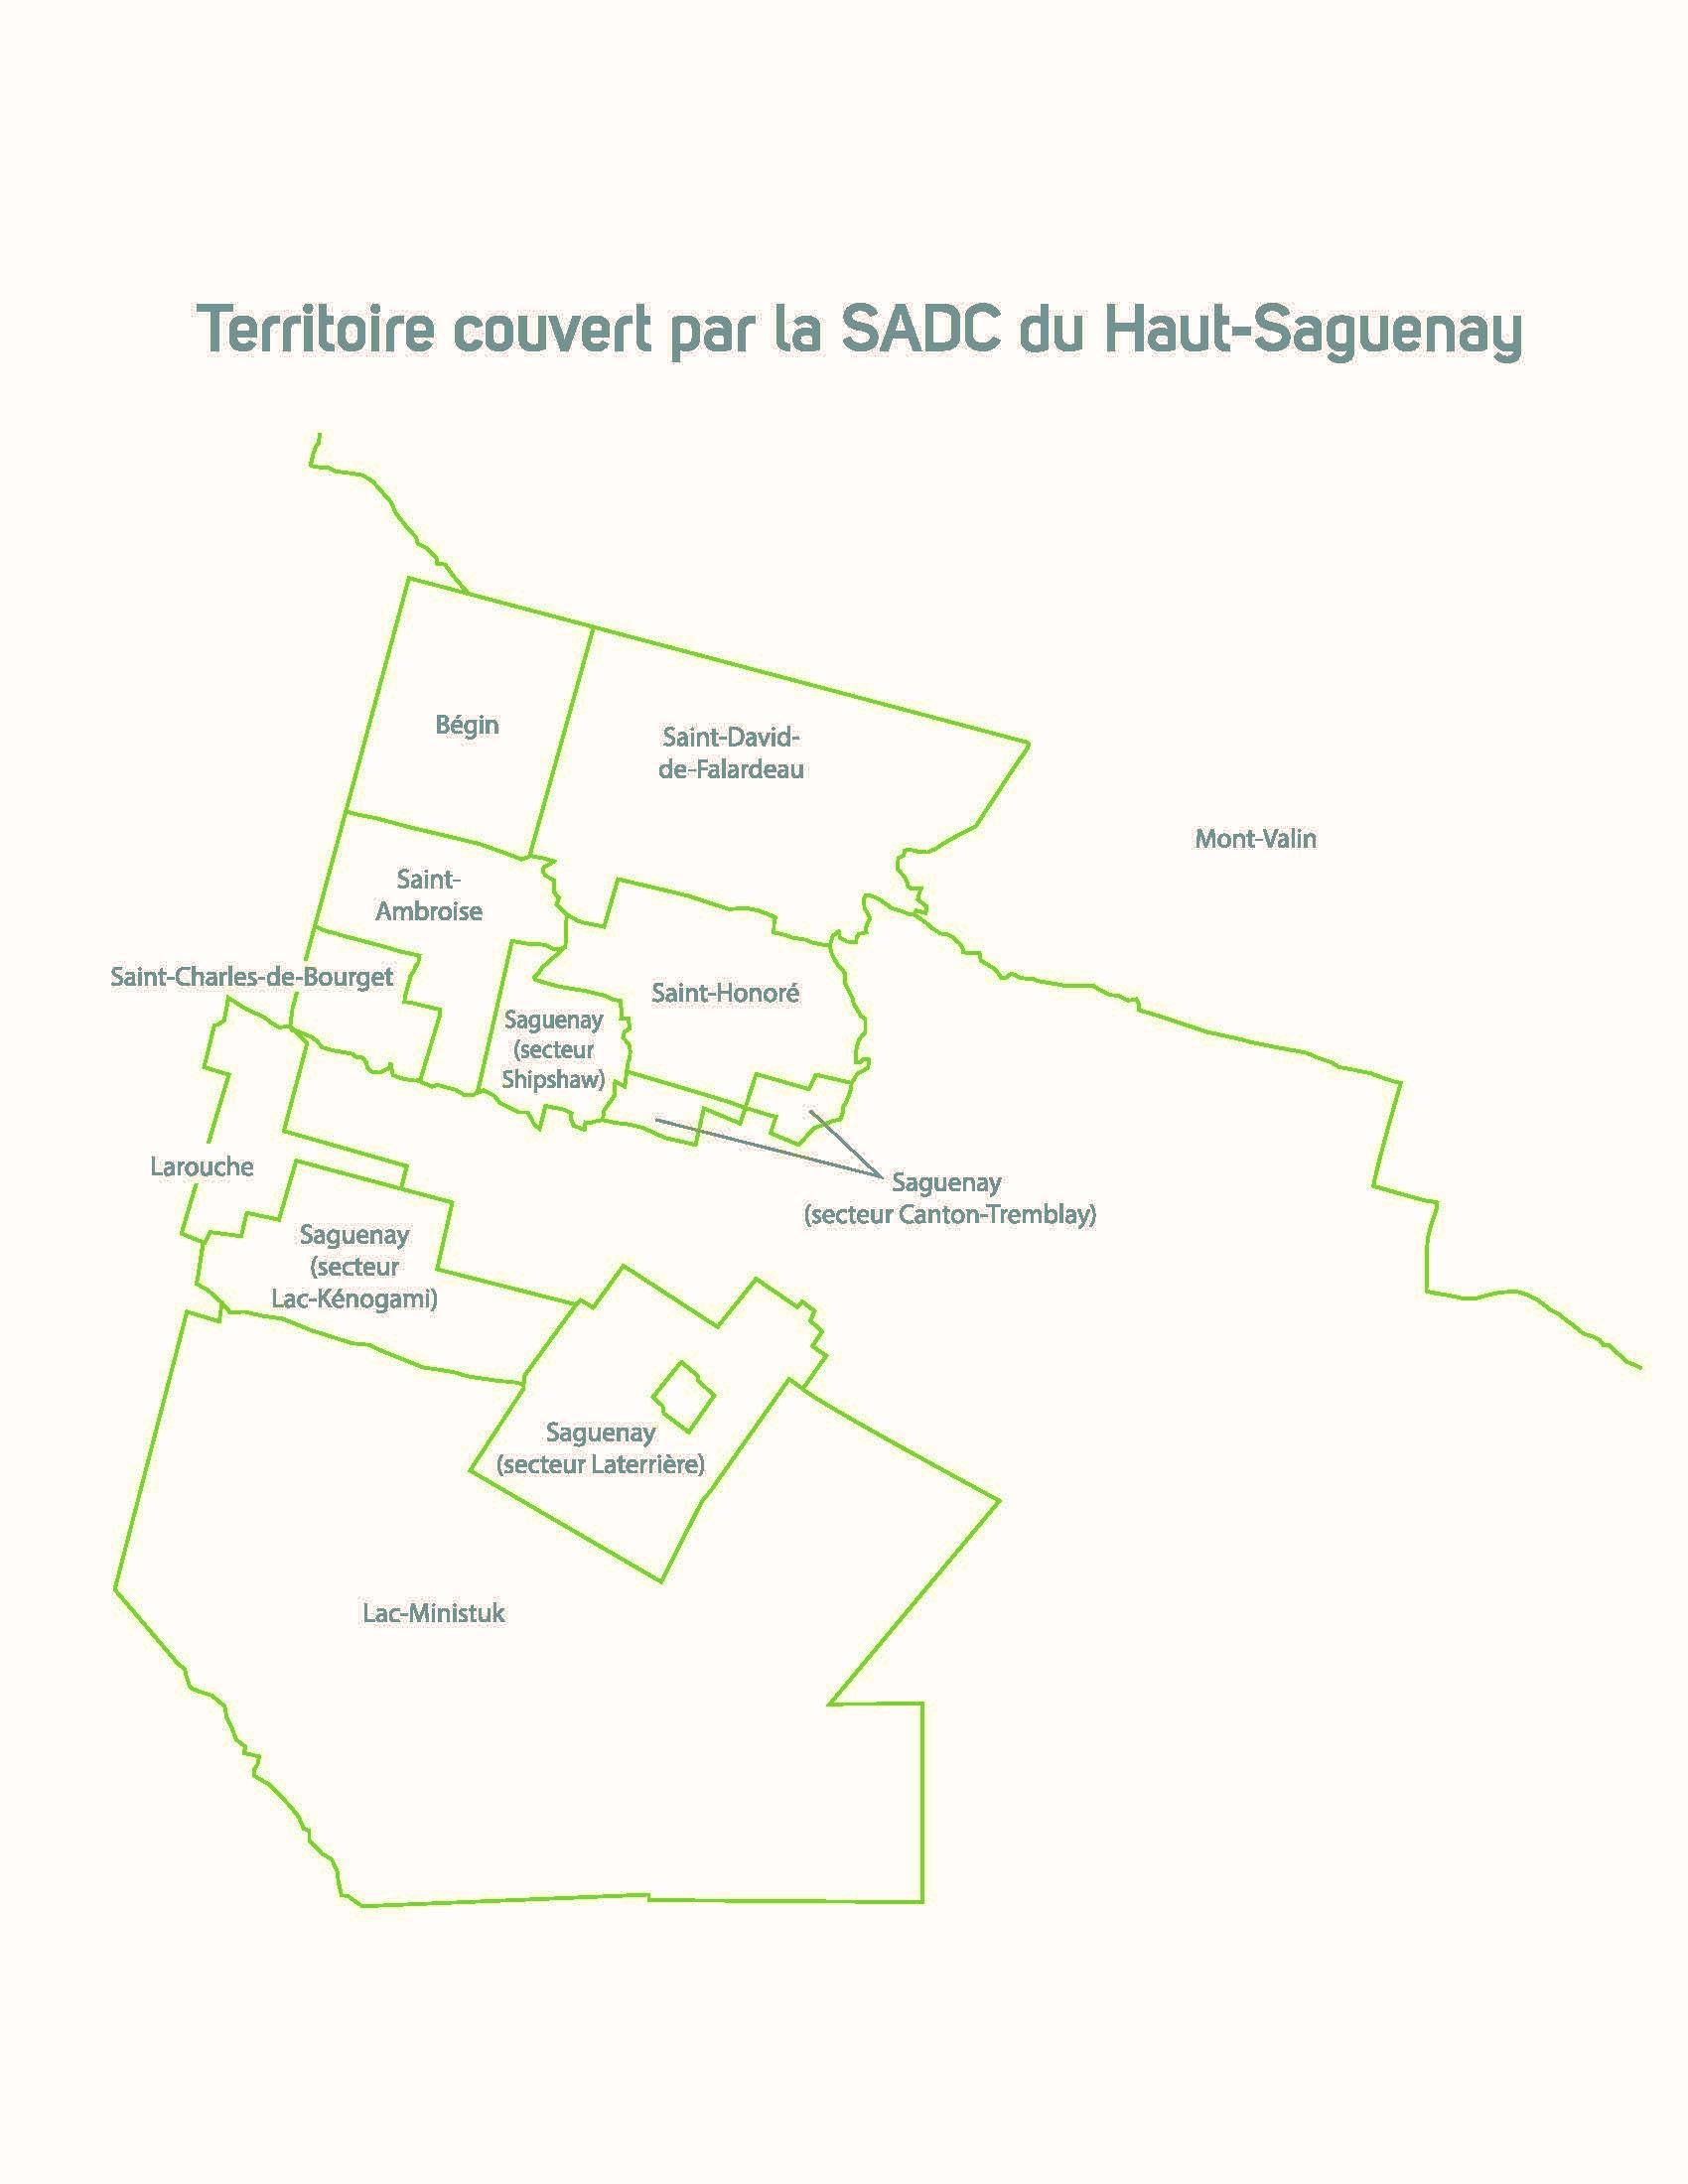 Territoire couvert par la SADC du Haut-Saguenay
Bégin
Saint-David-
de-Falardeau
Mont-Valin
Saint-
Ambroise
Saint-Charles-de-Bourget
Saint-Honoré
Saguenay
(secteur
Shipshaw)
Larouche
Saguenay
(secteur Canton-Tremblay)
Saguenay
(secteur
Lac-Kénogami)
Saguenay
(secteur Laterrière)
Lac-Ministuk